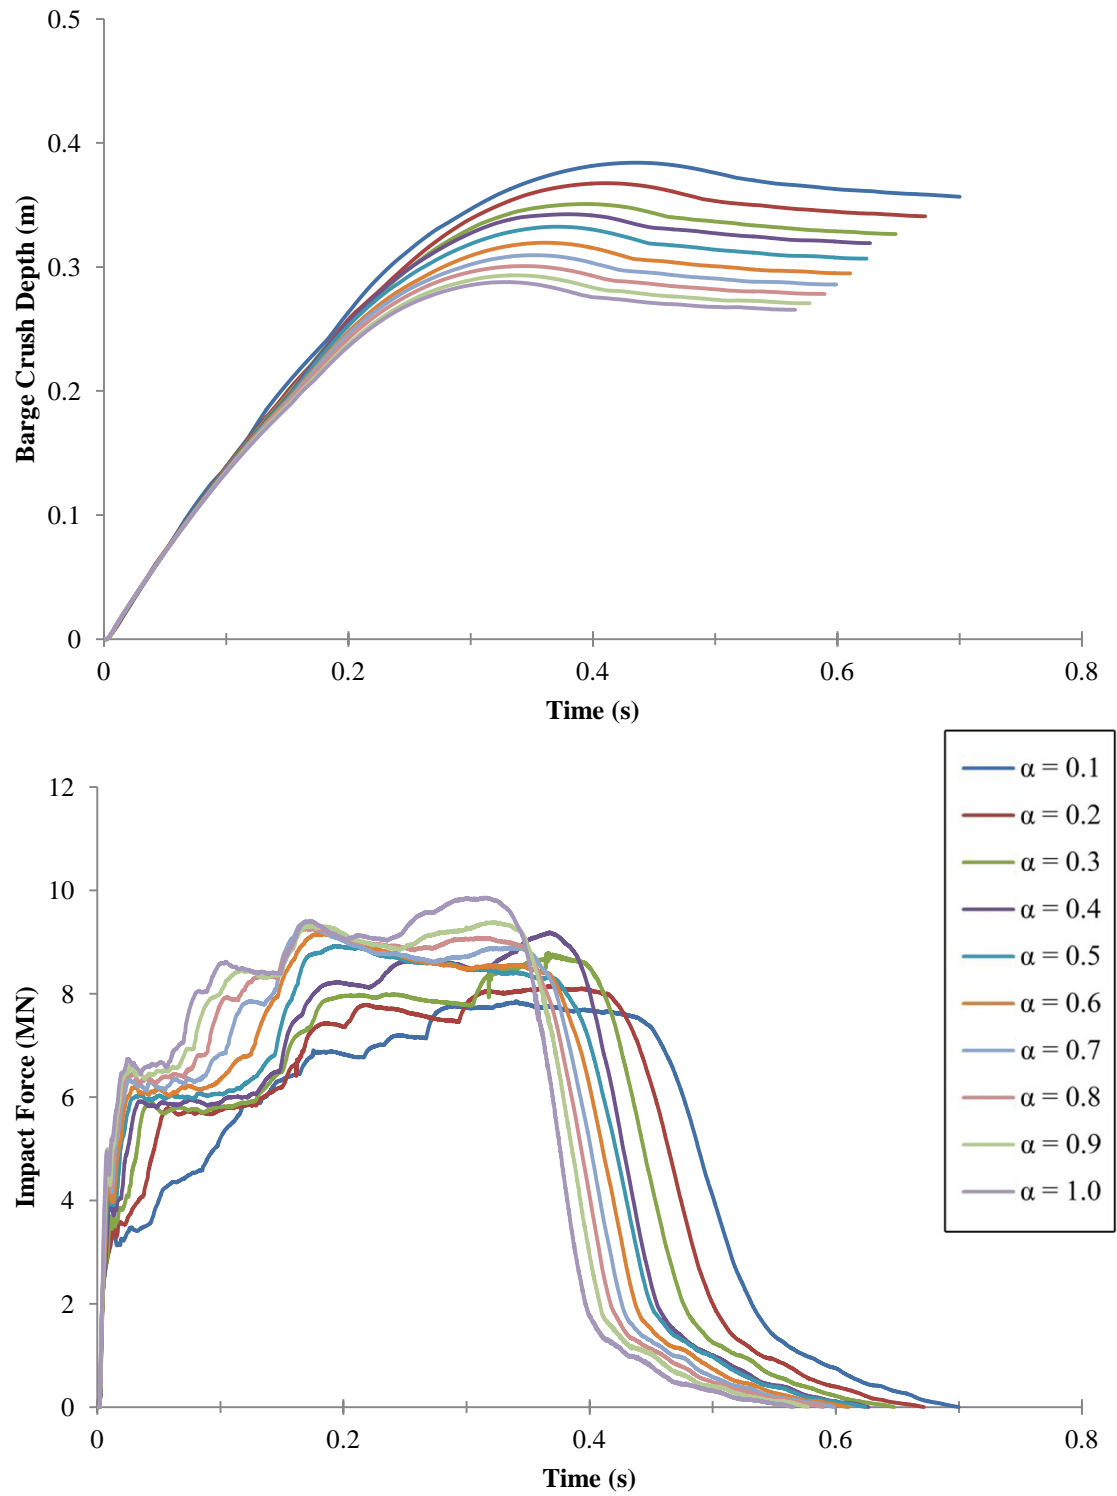 0.5
0.4
0.3
0.2
0.1
0
Barge Crush Depth (m)
0 0.2 0.4 0.6 0.8
Time (s)
α = 0.1
α = 0.2
α = 0.3
α = 0.4
α = 0.5
α = 0.6
α = 0.7
α = 0.8
α = 0.9
α = 1.0
12
10
8
6
4
2
0
Impact Force (MN)
0 0.2 0.4 0.6 0.8
Time (s)